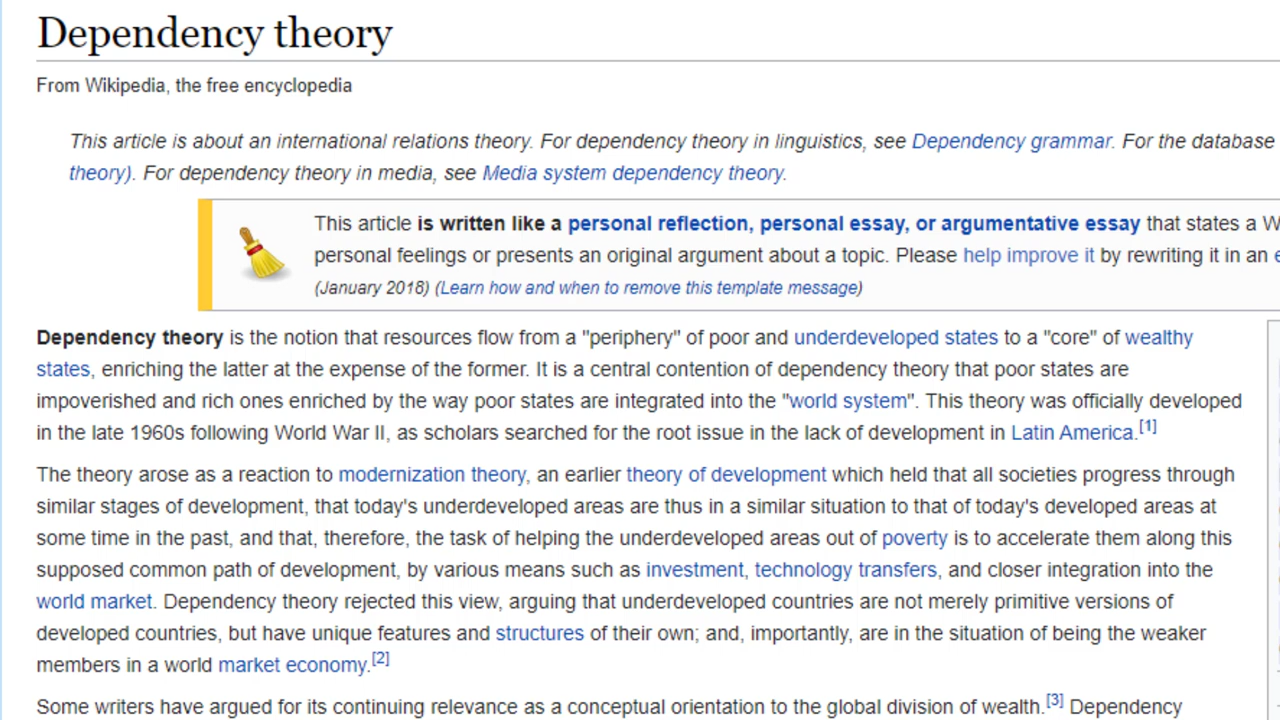 Dependency theory
From Wikipedia, the free encyclopedia
This article is about an international relations theory. For dependency theory in linguistics, see Dependency grammar. For the database
theory). For dependency theory in media, see Media system dependency theory.
This article is written like a personal reflection, personal essay, or argumentative essay that states a W
personal feelings or presents an original argument about a topic. Please help improve it by rewriting it in an e
(January 2018) (Learn how and when to remove this template message)
Dependency theory is the notion that resources flow from a "periphery" of poor and underdeveloped states to a "core" of wealthy
states, enriching the latter at the expense of the former. It is a central contention of dependency theory that poor states are
impoverished and rich ones enriched by the way poor states are integrated into the "world system". This theory was officially developed
in the late 1960s following World War II, as scholars searched for the root issue in the lack of development in Latin America.[1]
The theory arose as a reaction to modernization theory, an earlier theory of development which held that all societies progress through
similar stages of development, that today's underdeveloped areas are thus in a similar situation to that of today's developed areas at
some time in the past, and that, therefore, the task of helping the underdeveloped areas out of poverty is to accelerate them along this
supposed common path of development, by various means such as investment, technology transfers, and closer integration into the
world market. Dependency theory rejected this view, arguing that underdeveloped countries are not merely primitive versions of
developed countries, but have unique features and structures of their own; and, importantly, are in the situation of being the weaker
members in a world market economy.[2]
Some writers have argued for its continuing relevance as a conceptual orientation to the global division of wealth.[3] Dependency